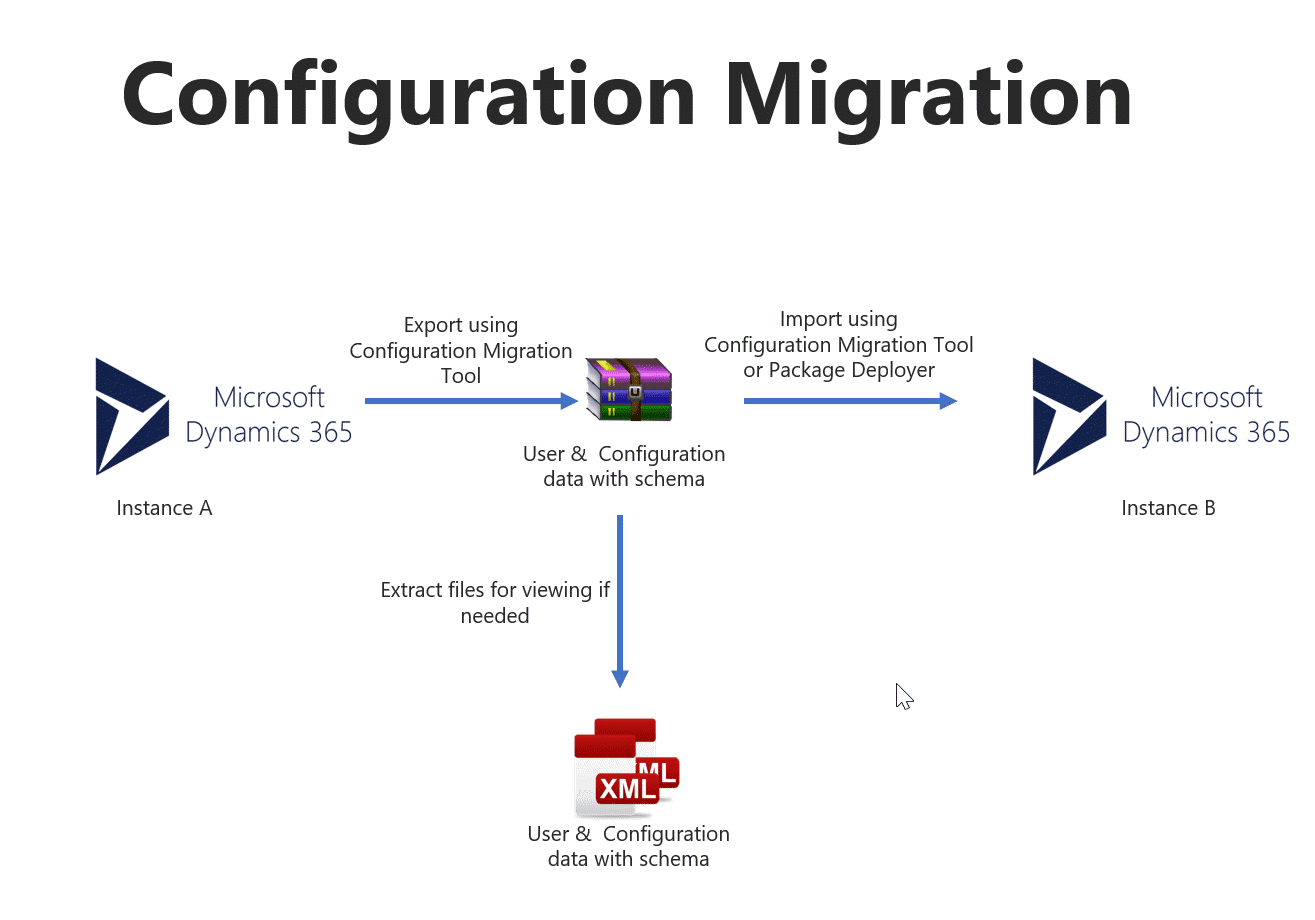 Configuration Migration
Export using
Configuration Migration
Tool
Import using
Configuration Migration Tool
or Package Deployer
Microsoft
Dynamics 365
Instance A
U
User &  Configuration
data with schema
Microsoft
Dynamics 365
Instance B
Extract files for viewing if
needed
ML
XML
User &  Configuration
data with schema